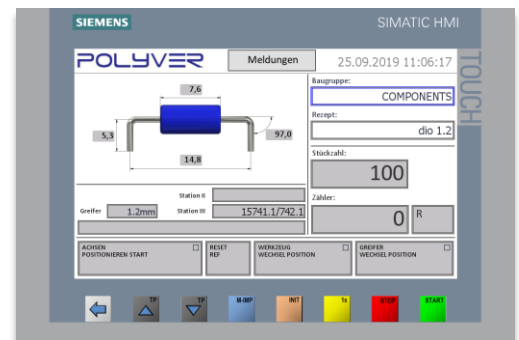 SIEMENS
SIMATIC HMI
TOUCH
POLYVER
Meldungen
25.09.2019 11:06:17
7,6
5,3
97,0
14,8
Baugruppe:
COMPONENTS
Rezept:
dio 1.2
Stückzahl:
100
Zähler:
0
R
Station II
Greifer
1.2mm
Station III
15741.1/742.1
ACHSEN
POSITIONIEREN START
RESET
REF
WERKZEUG
WECHSEL POSITION
GREIFER
WECHSEL POSITION
TP
TP
M-IMP
INIT
1x
STOP
START